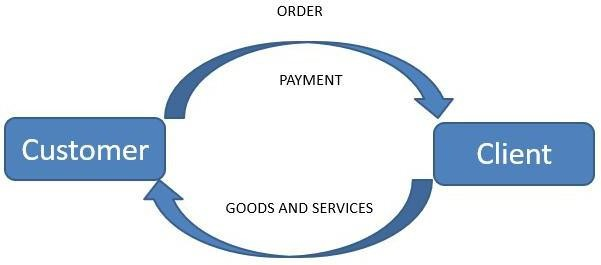 ORDER
PAYMENT
Customer
Client
GOODS AND SERVICES